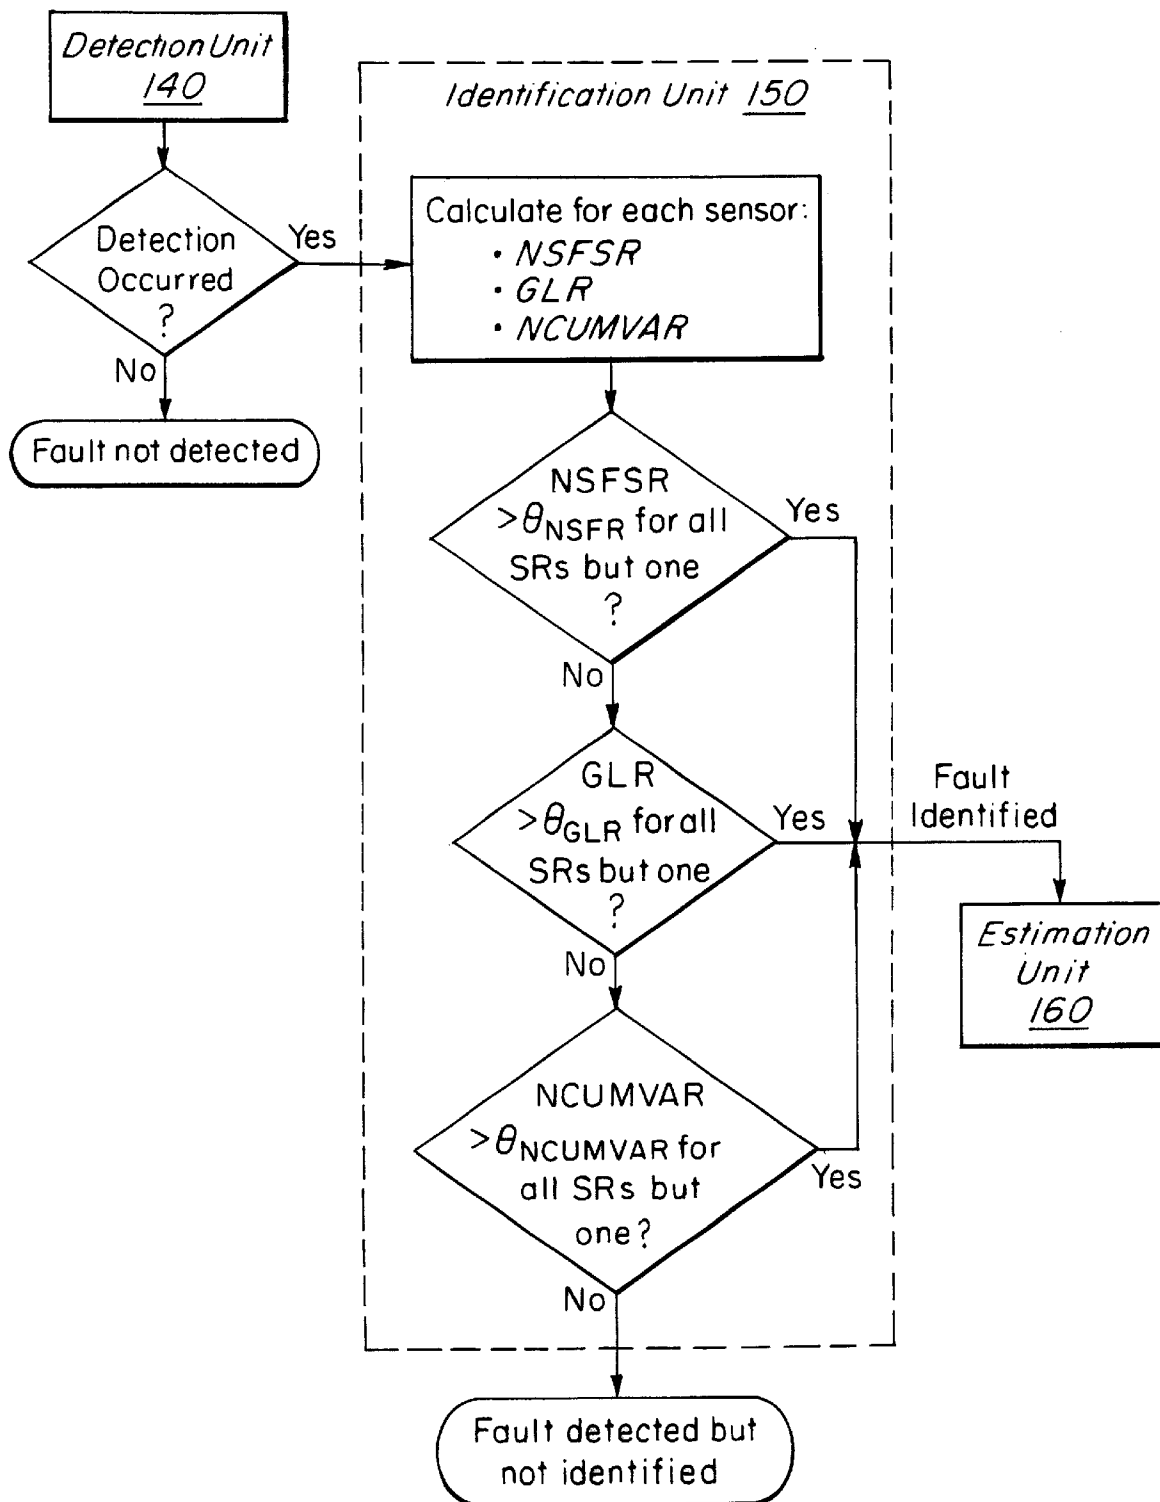 Detection Unit
140
Identification Unit 150
Detection
Occurred
?
Yes
No
Fault not detected
Calculate for each sensor:
· NSFSR
· GLR
· NCUMVAR
NSFSR
>θNSFR for all
SRs but one
?
Yes
No
GLR
>θGLR for all
SRs but one
?
Yes
No
Fault
Identified
Estimation
Unit
160
NCUMVAR
>θNCUMVAR for
all SRs but
one?
Yes
No
Fault detected but
not identified